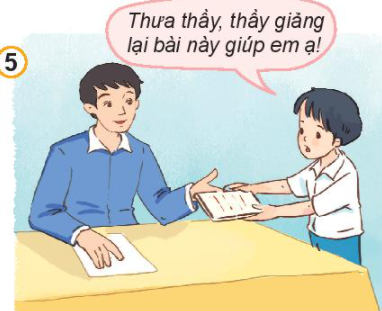 5
Thưa thầy, thầy giảng
lại bài này giúp em ạ!